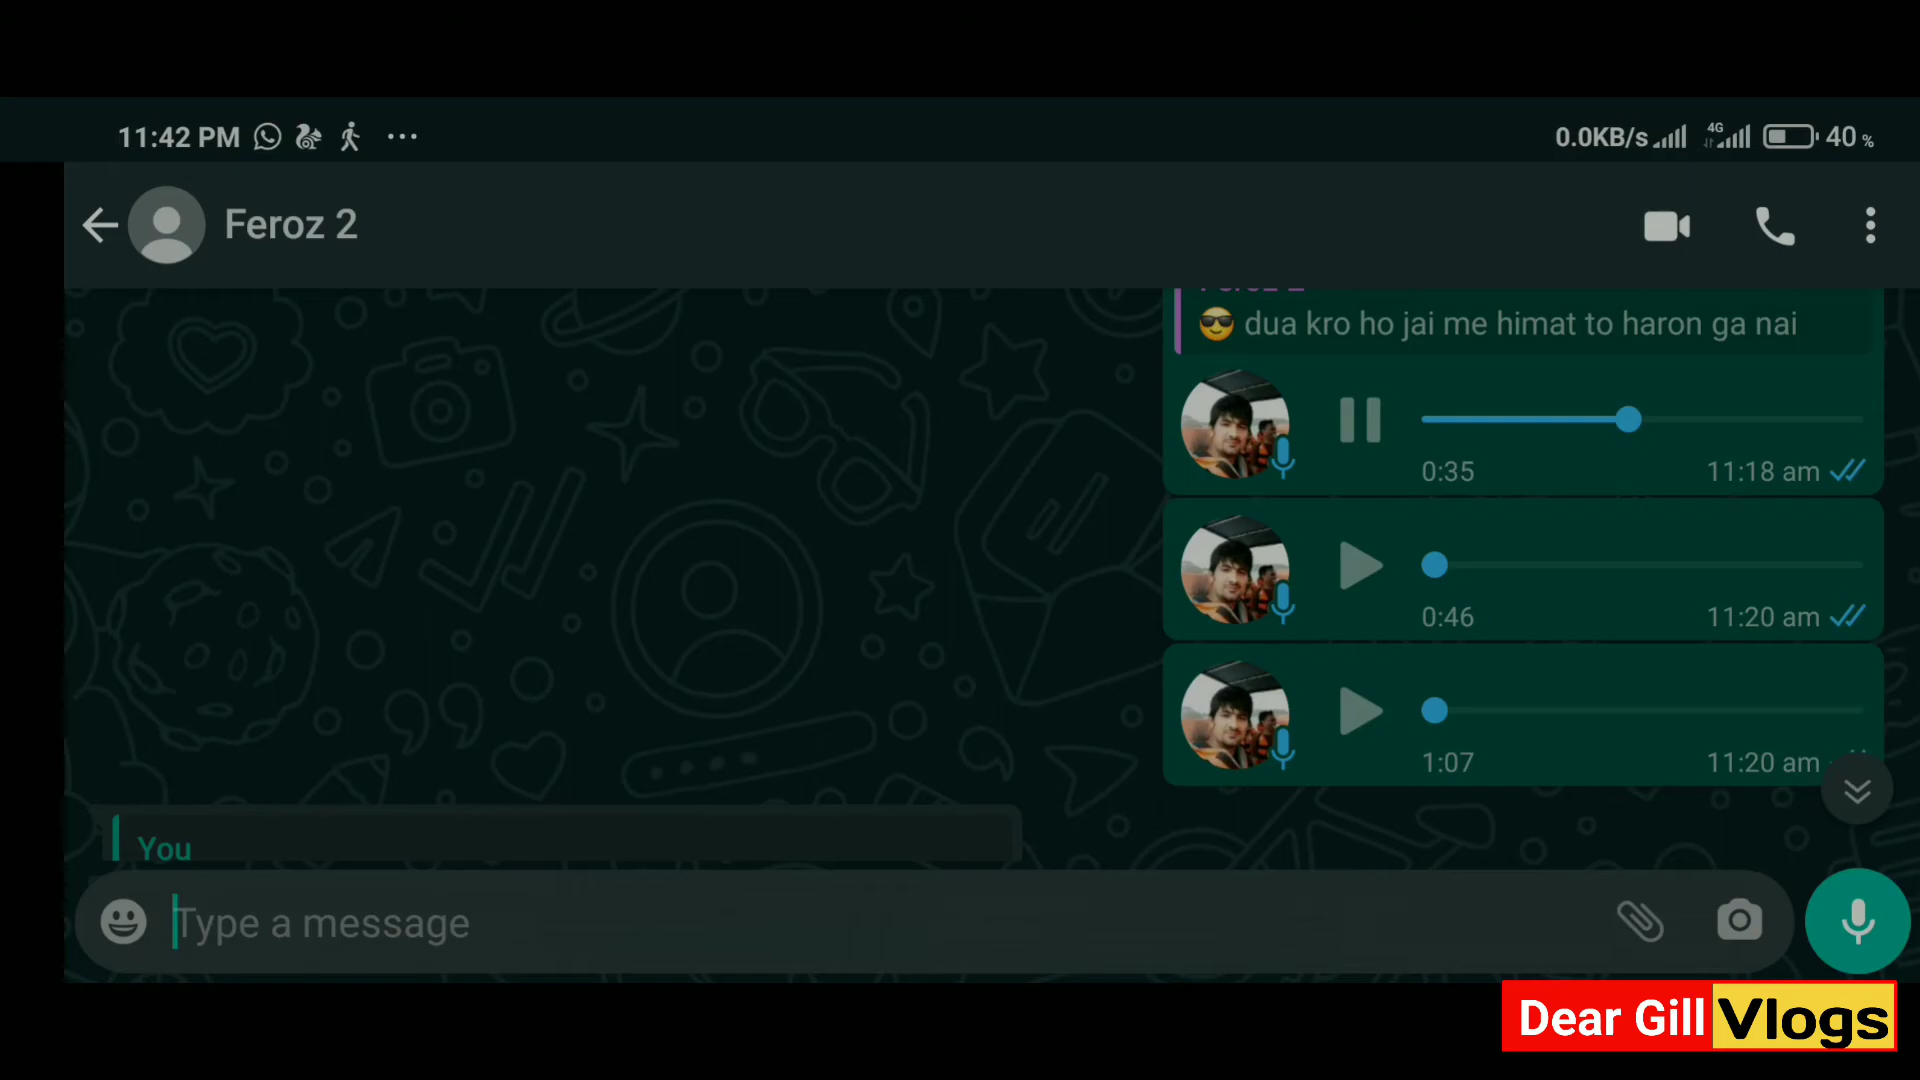 11:42 PM
0.0KB/s 4G 40 %
Feroz 2
😎 dua kro ho jai me himat to haron ga nai
0:35 11:18 am
0:46 11:20 am
1:07 11:20 am
You
Type a message
Dear Gill Vlogs